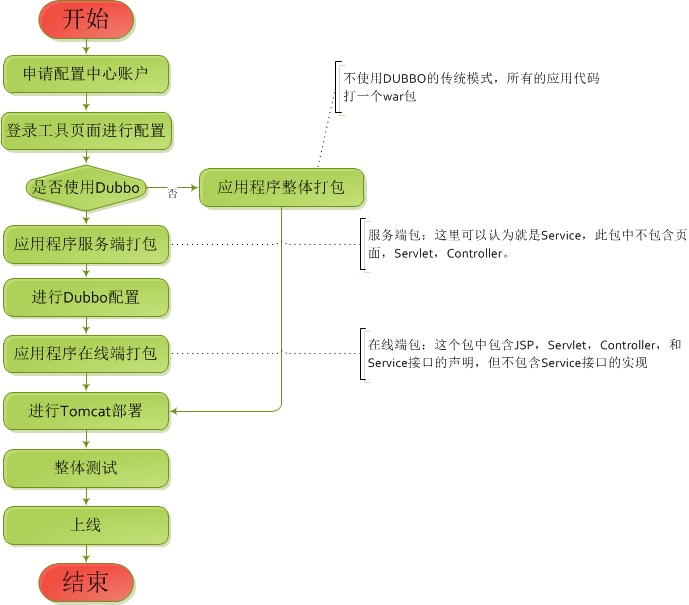 开始
申请配置中心账户
不使用DUBBO的传统模式，所有的应用代码
打一个war包
登录工具页面进行配置
是否使用Dubbo
否
应用程序整体打包
应用程序服务端打包
服务端包：这里可以认为就是Service，此包中不包含页
面，Servlet，Controller。
进行Dubbo配置
应用程序在线端打包
在线端包：这个包中包含JSP，Servlet，Controller，和
Service接口的声明，但不包含Service接口的实现
进行Tomcat部署
整体测试
上线
结束